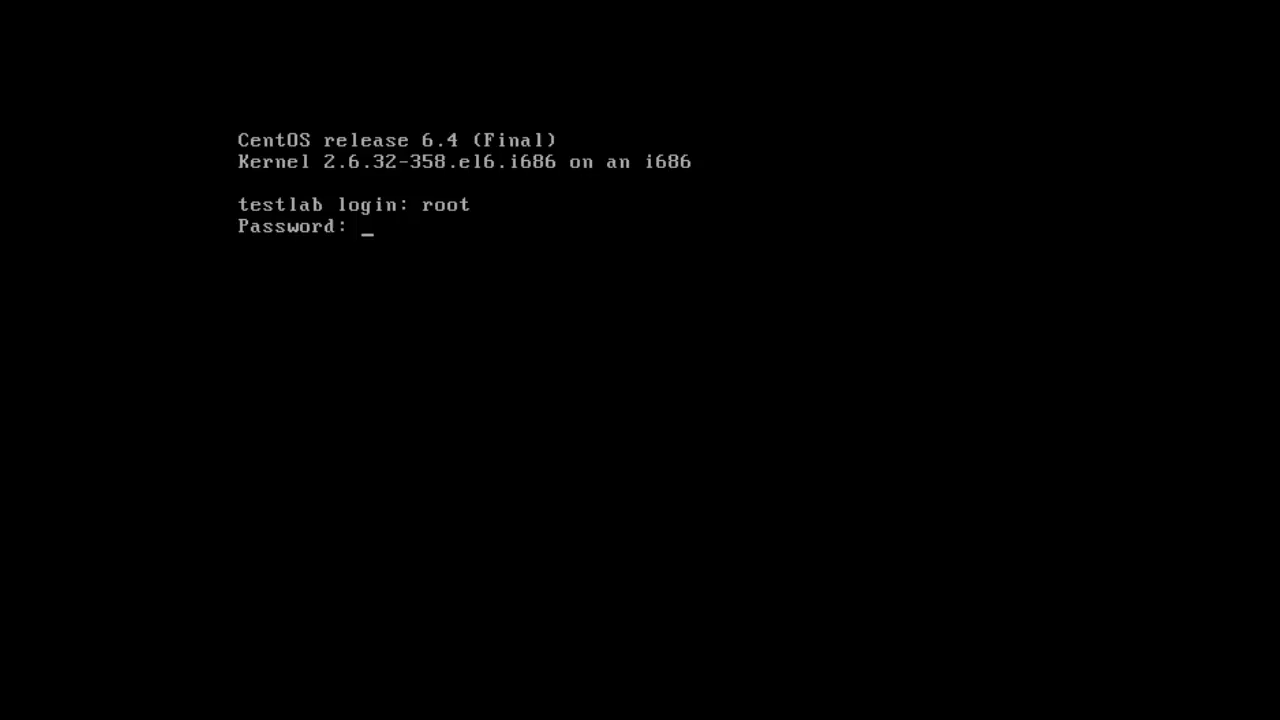 CentOS release 6.4 (Final)
Kernel 2.6.32-358.el6.i686 on an i686
testlab login: root
Password: _